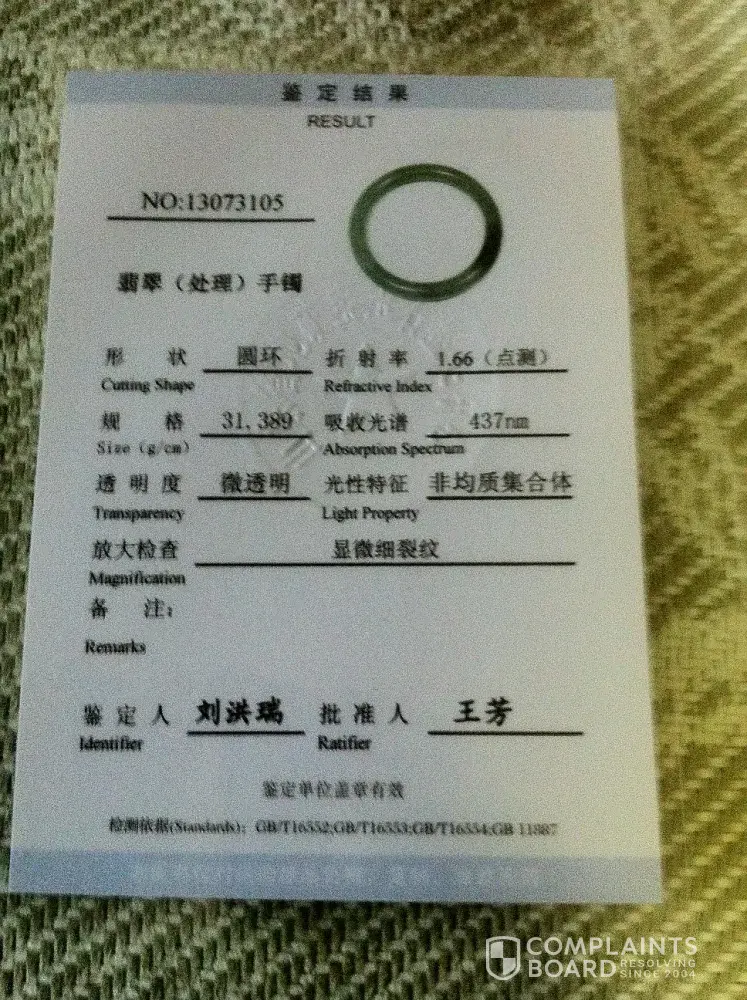 鉴定结果
RESULT
NO:13073105
翡翠（处理）手镯
形 状 圆环 折射率 1.66（点测）
Cutting Shape Refractive Index
规 格 31,389 吸收光谱 437nm
Size（g/cm） Absorption Spectrum
透明度 微透明 光性特征 非均质集合体
Transparency Light Property
放大检查 显微细裂纹
Magnification
备 注：
Remarks
鉴定人 刘洪瑞 批准人 王芳
Identifier Ratifier
鉴定单位盖章有效
检测依据(Standards)：GB/T16552;GB/T16553;GB/T16554;GB 11887
COMPLAINTS
BOARD RESOLVING
SINCE 2004